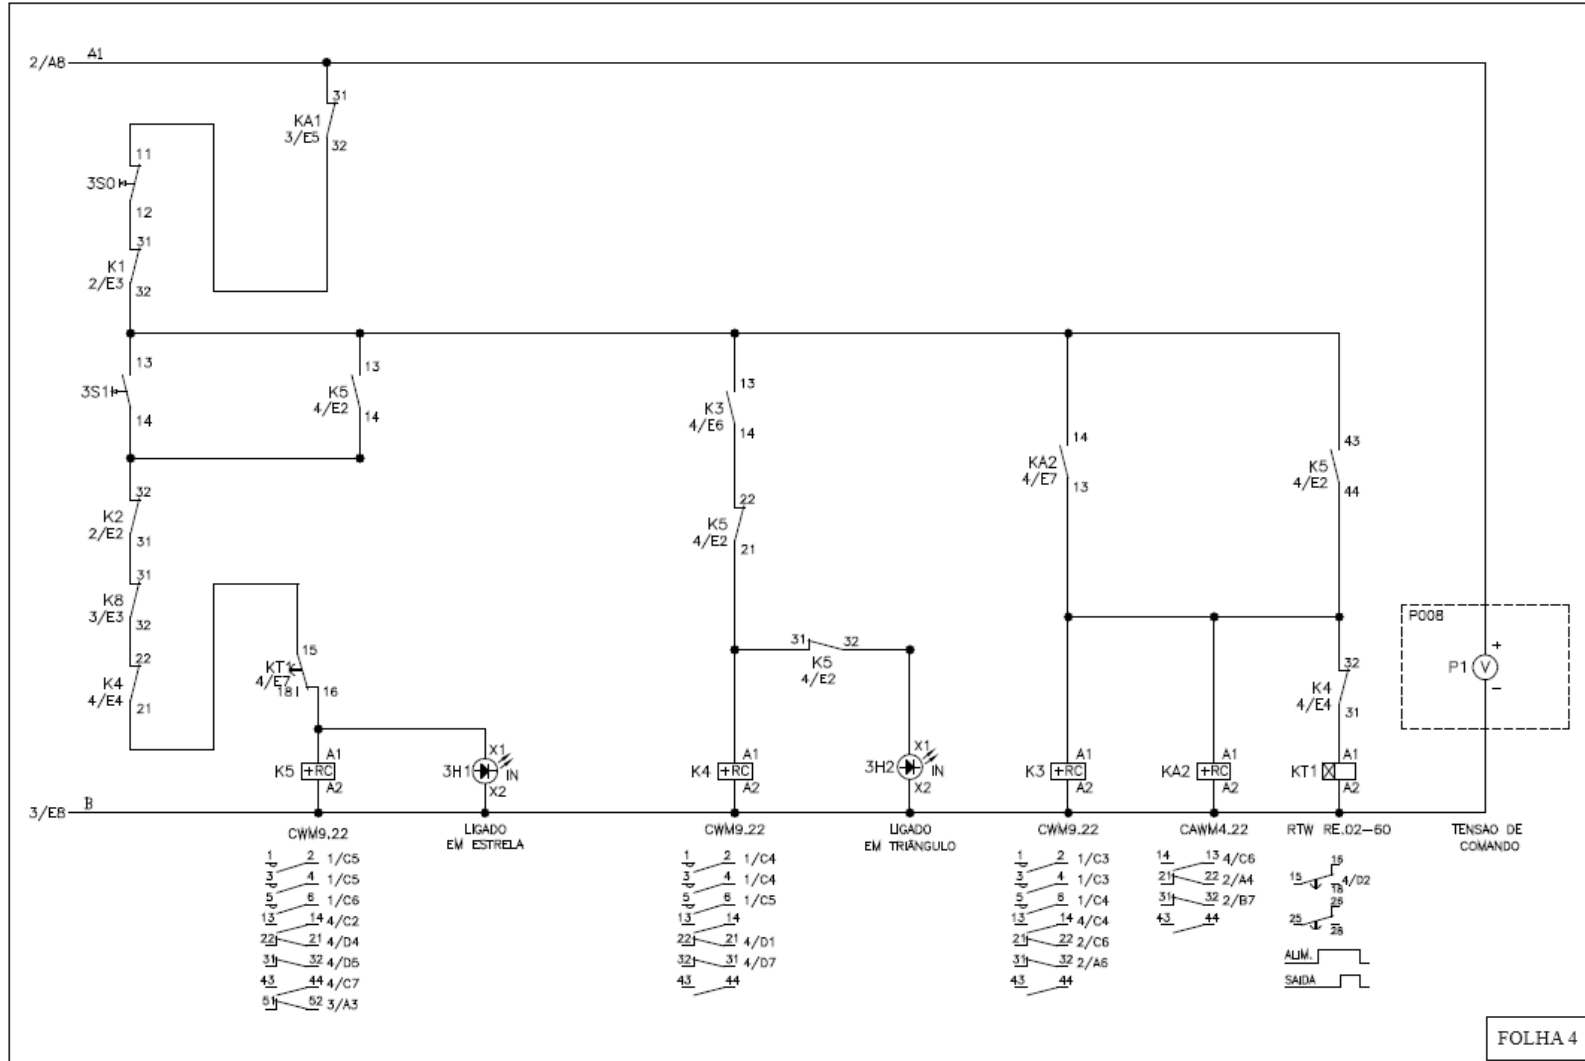 2/A8 A1
31
KA1
3/E5
32
11
3S0
12
31
K1
2/E3
32
13
3S1
14
13
K5
4/E2
14
13
K3
4/E6
14
14
KA2
4/E7
13
43
K5
4/E2
44
32
K2
2/E2
31
22
K5
4/E2
21
31
K8
3/E3
32
22
K4
4/E4
21
15
KT1
4/E7
18 16
31 32
K5
4/E2
32
K4
4/E4
31
P008
P1 V
+
−
A1
K5 +RC
A2
X1
3H1 IN
X2
A1
K4 +RC
A2
X1
3H2 IN
X2
A1
K3 +RC
A2
A1
KA2 +RC
A2
A1
KT1
A2
3/E8 B
CWM9.22
LIGADO
EM ESTRELA
CWM9.22
LIGADO
EM TRIÂNGULO
CWM9.22
CAWM4.22
RTW RE.02-60
TENSAO DE
COMANDO
1 2 1/C5
3 4 1/C5
5 6 1/C6
13 14 4/C2
22 21 4/D4
31 32 4/D5
43 44 4/C7
51 52 3/A3
1 2 1/C4
3 4 1/C4
5 6 1/C5
13 14
22 21 4/D1
32 31 4/D7
43 44
1 2 1/C3
3 4 1/C3
5 6 1/C4
13 14 4/C4
21 22 2/C6
31 32 2/A6
43 44
14 13 4/C6
21 22 2/A4
31 32 2/B7
43 44
16
15 4/D2
18
26
25
28
ALIM.
SAIDA
FOLHA 4